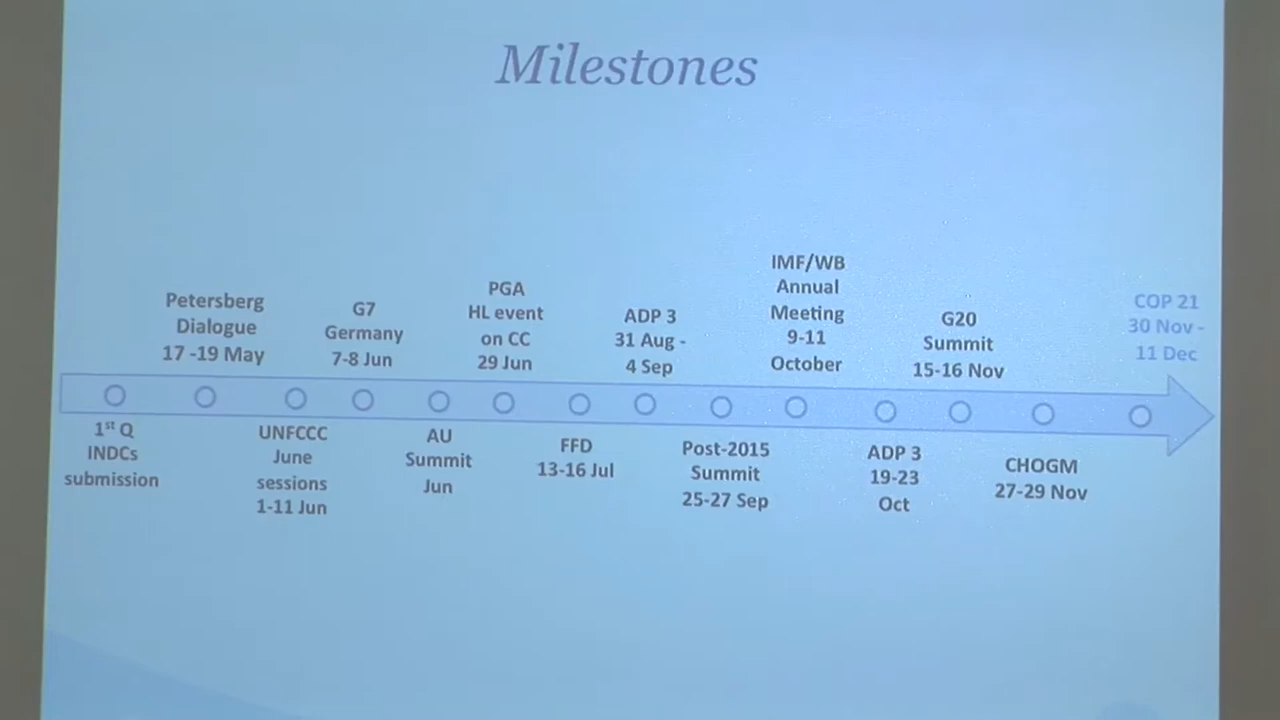 Milestones
1st Q
INDCs
submission
Petersberg
Dialogue
17 -19 May
UNFCCC
June
sessions
1-11 Jun
G7
Germany
7-8 Jun
AU
Summit
Jun
PGA
HL event
on CC
29 Jun
FFD
13-16 Jul
ADP 3
31 Aug -
4 Sep
Post-2015
Summit
25-27 Sep
IMF/WB
Annual
Meeting
9-11
October
ADP 3
19-23
Oct
G20
Summit
15-16 Nov
CHOGM
27-29 Nov
COP 21
30 Nov -
11 Dec